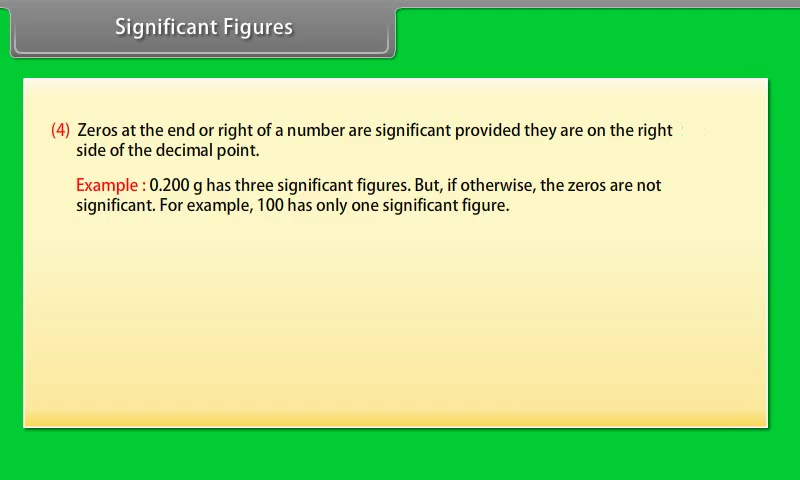 Significant Figures
(4) Zeros at the end or right of a number are significant provided they are on the right
side of the decimal point.
Example : 0.200 g has three significant figures. But, if otherwise, the zeros are not
significant. For example, 100 has only one significant figure.